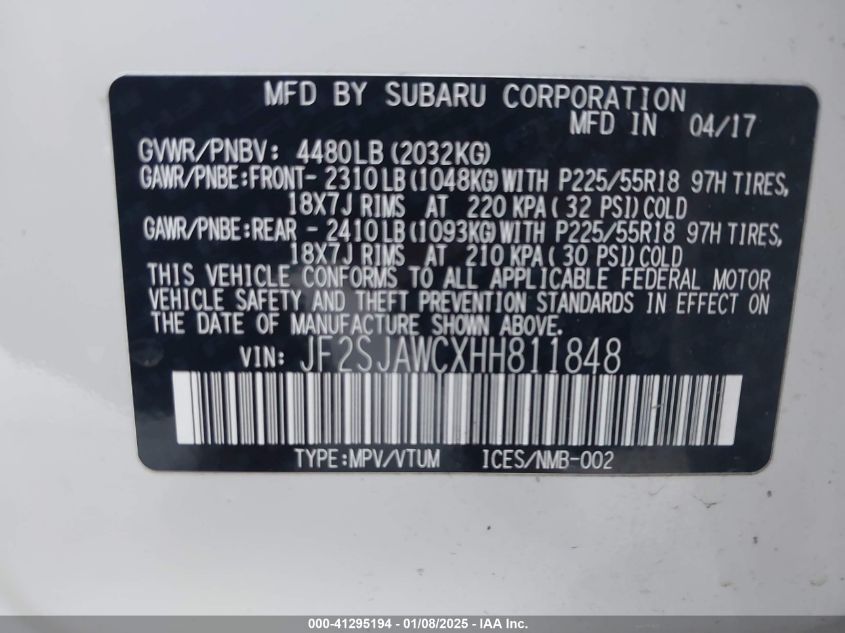 MFD BY SUBARU CORPORATION
MFD IN 04/17
GVWR/PNBV: 4480LB(2032KG)
GAWR/PNBE:FRONT- 2310LB(1048KG)WITH P225/55R18 97H TIRES,
18X7J RIMS AT 220 KPA( 32 PSI)COLD
GAWR/PNBE:REAR - 2410LB(1093KG)WITH P225/55R18 97H TIRES,
18X7J RIMS AT 210 KPA( 30 PSI)COLD
THIS VEHICLE CONFORMS TO ALL APPLICABLE FEDERAL MOTOR
VEHICLE SAFETY AND THEFT PREVENTION STANDARDS IN EFFECT ON
THE DATE OF MANUFACTURE SHOWN ABOVE.
VIN: JF2SJAWCXHH811848
TYPE:MPV/VTUM ICES/NMB-002
000-41295194 - 01/08/2025 - IAA Inc.